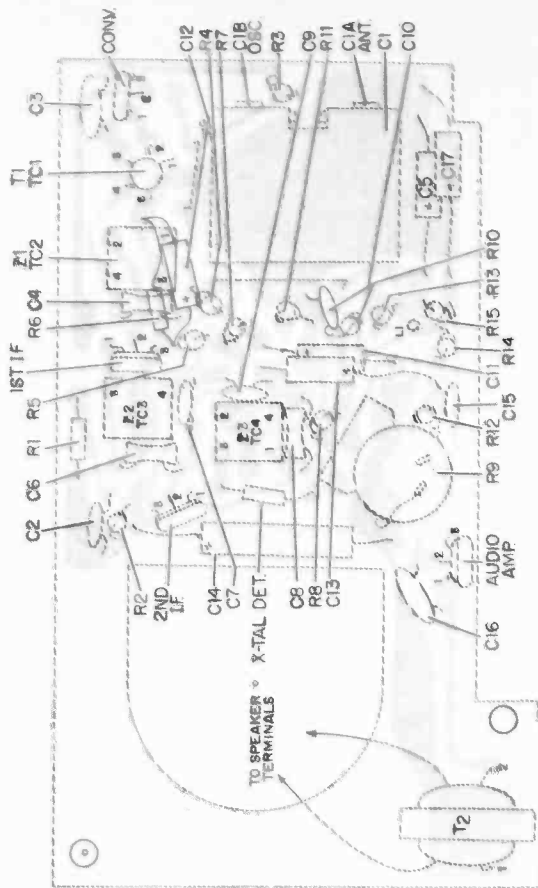 C2
C6
R1
R5
1ST I.F.
R6
C4
Z1
TC2
T1
TC1
C3
CONV.
Z2
TC3
R2
2ND
I.F.
C14
C7
X-TAL DET.
C8
R8
C13
Z3
TC4
C12
R4
R7
C1B
OSC
C9
R3
R11
C1A
ANT.
C1
C10
TO SPEAKER
TERMINALS
C5
C17
L1
T2
C16
AUDIO
AMP.
R9
R12
C15
C11
R14
R15
R13
R10